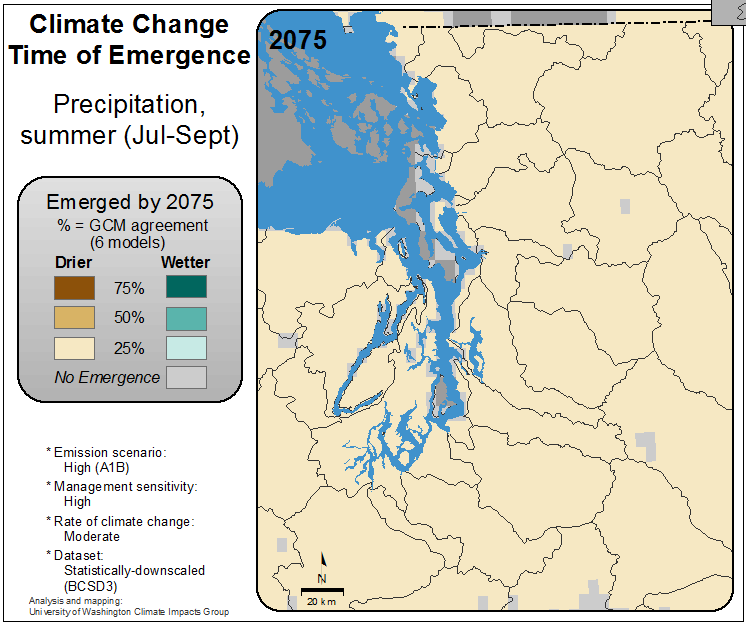 Climate Change
Time of Emergence
Precipitation,
summer (Jul-Sept)
Emerged by 2075
% = GCM agreement
(6 models)
Drier Wetter
75%
50%
25%
No Emergence
* Emission scenario:
High (A1B)
* Management sensitivity:
High
* Rate of climate change:
Moderate
* Dataset:
Statistically-downscaled
(BCSD3)
Analysis and mapping:
University of Washington Climate Impacts Group
2075
N
20 km